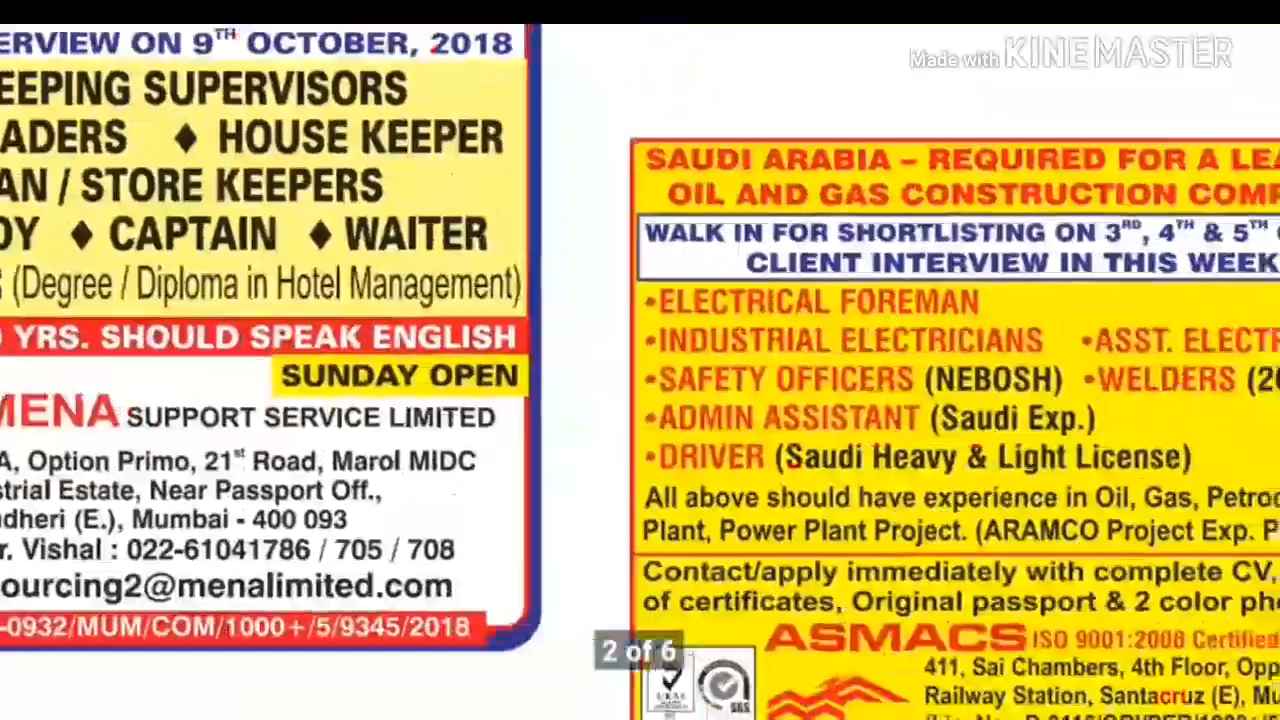 ERVIEW ON 9TH OCTOBER, 2018
EEPING SUPERVISORS
ADERS ♦ HOUSE KEEPER
AN / STORE KEEPERS
OY ♦ CAPTAIN ♦ WAITER
(Degree / Diploma in Hotel Management)
YRS. SHOULD SPEAK ENGLISH
SUNDAY OPEN
MENA SUPPORT SERVICE LIMITED
A, Option Primo, 21st Road, Marol MIDC
strial Estate, Near Passport Off.,
dheri (E.), Mumbai - 400 093
r. Vishal : 022-61041786 / 705 / 708
ourcing2@menalimited.com
-0932/MUM/COM/1000+/5/9345/2018
Made with KINEMASTER
SAUDI ARABIA – REQUIRED FOR A LEA
OIL AND GAS CONSTRUCTION COMP
WALK IN FOR SHORTLISTING ON 3RD, 4TH & 5TH
CLIENT INTERVIEW IN THIS WEEK
•ELECTRICAL FOREMAN
•INDUSTRIAL ELECTRICIANS •ASST. ELECTR
•SAFETY OFFICERS (NEBOSH) •WELDERS (20
•ADMIN ASSISTANT (Saudi Exp.)
•DRIVER (Saudi Heavy & Light License)
All above should have experience in Oil, Gas, Petroc
Plant, Power Plant Project. (ARAMCO Project Exp. P
Contact/apply immediately with complete CV,
of certificates, Original passport & 2 color pho
ASMACS ISO 9001:2008 Certified
411, Sai Chambers, 4th Floor, Opp
Railway Station, Santacruz (E), Mu
2 of 6
UKAS
SGS